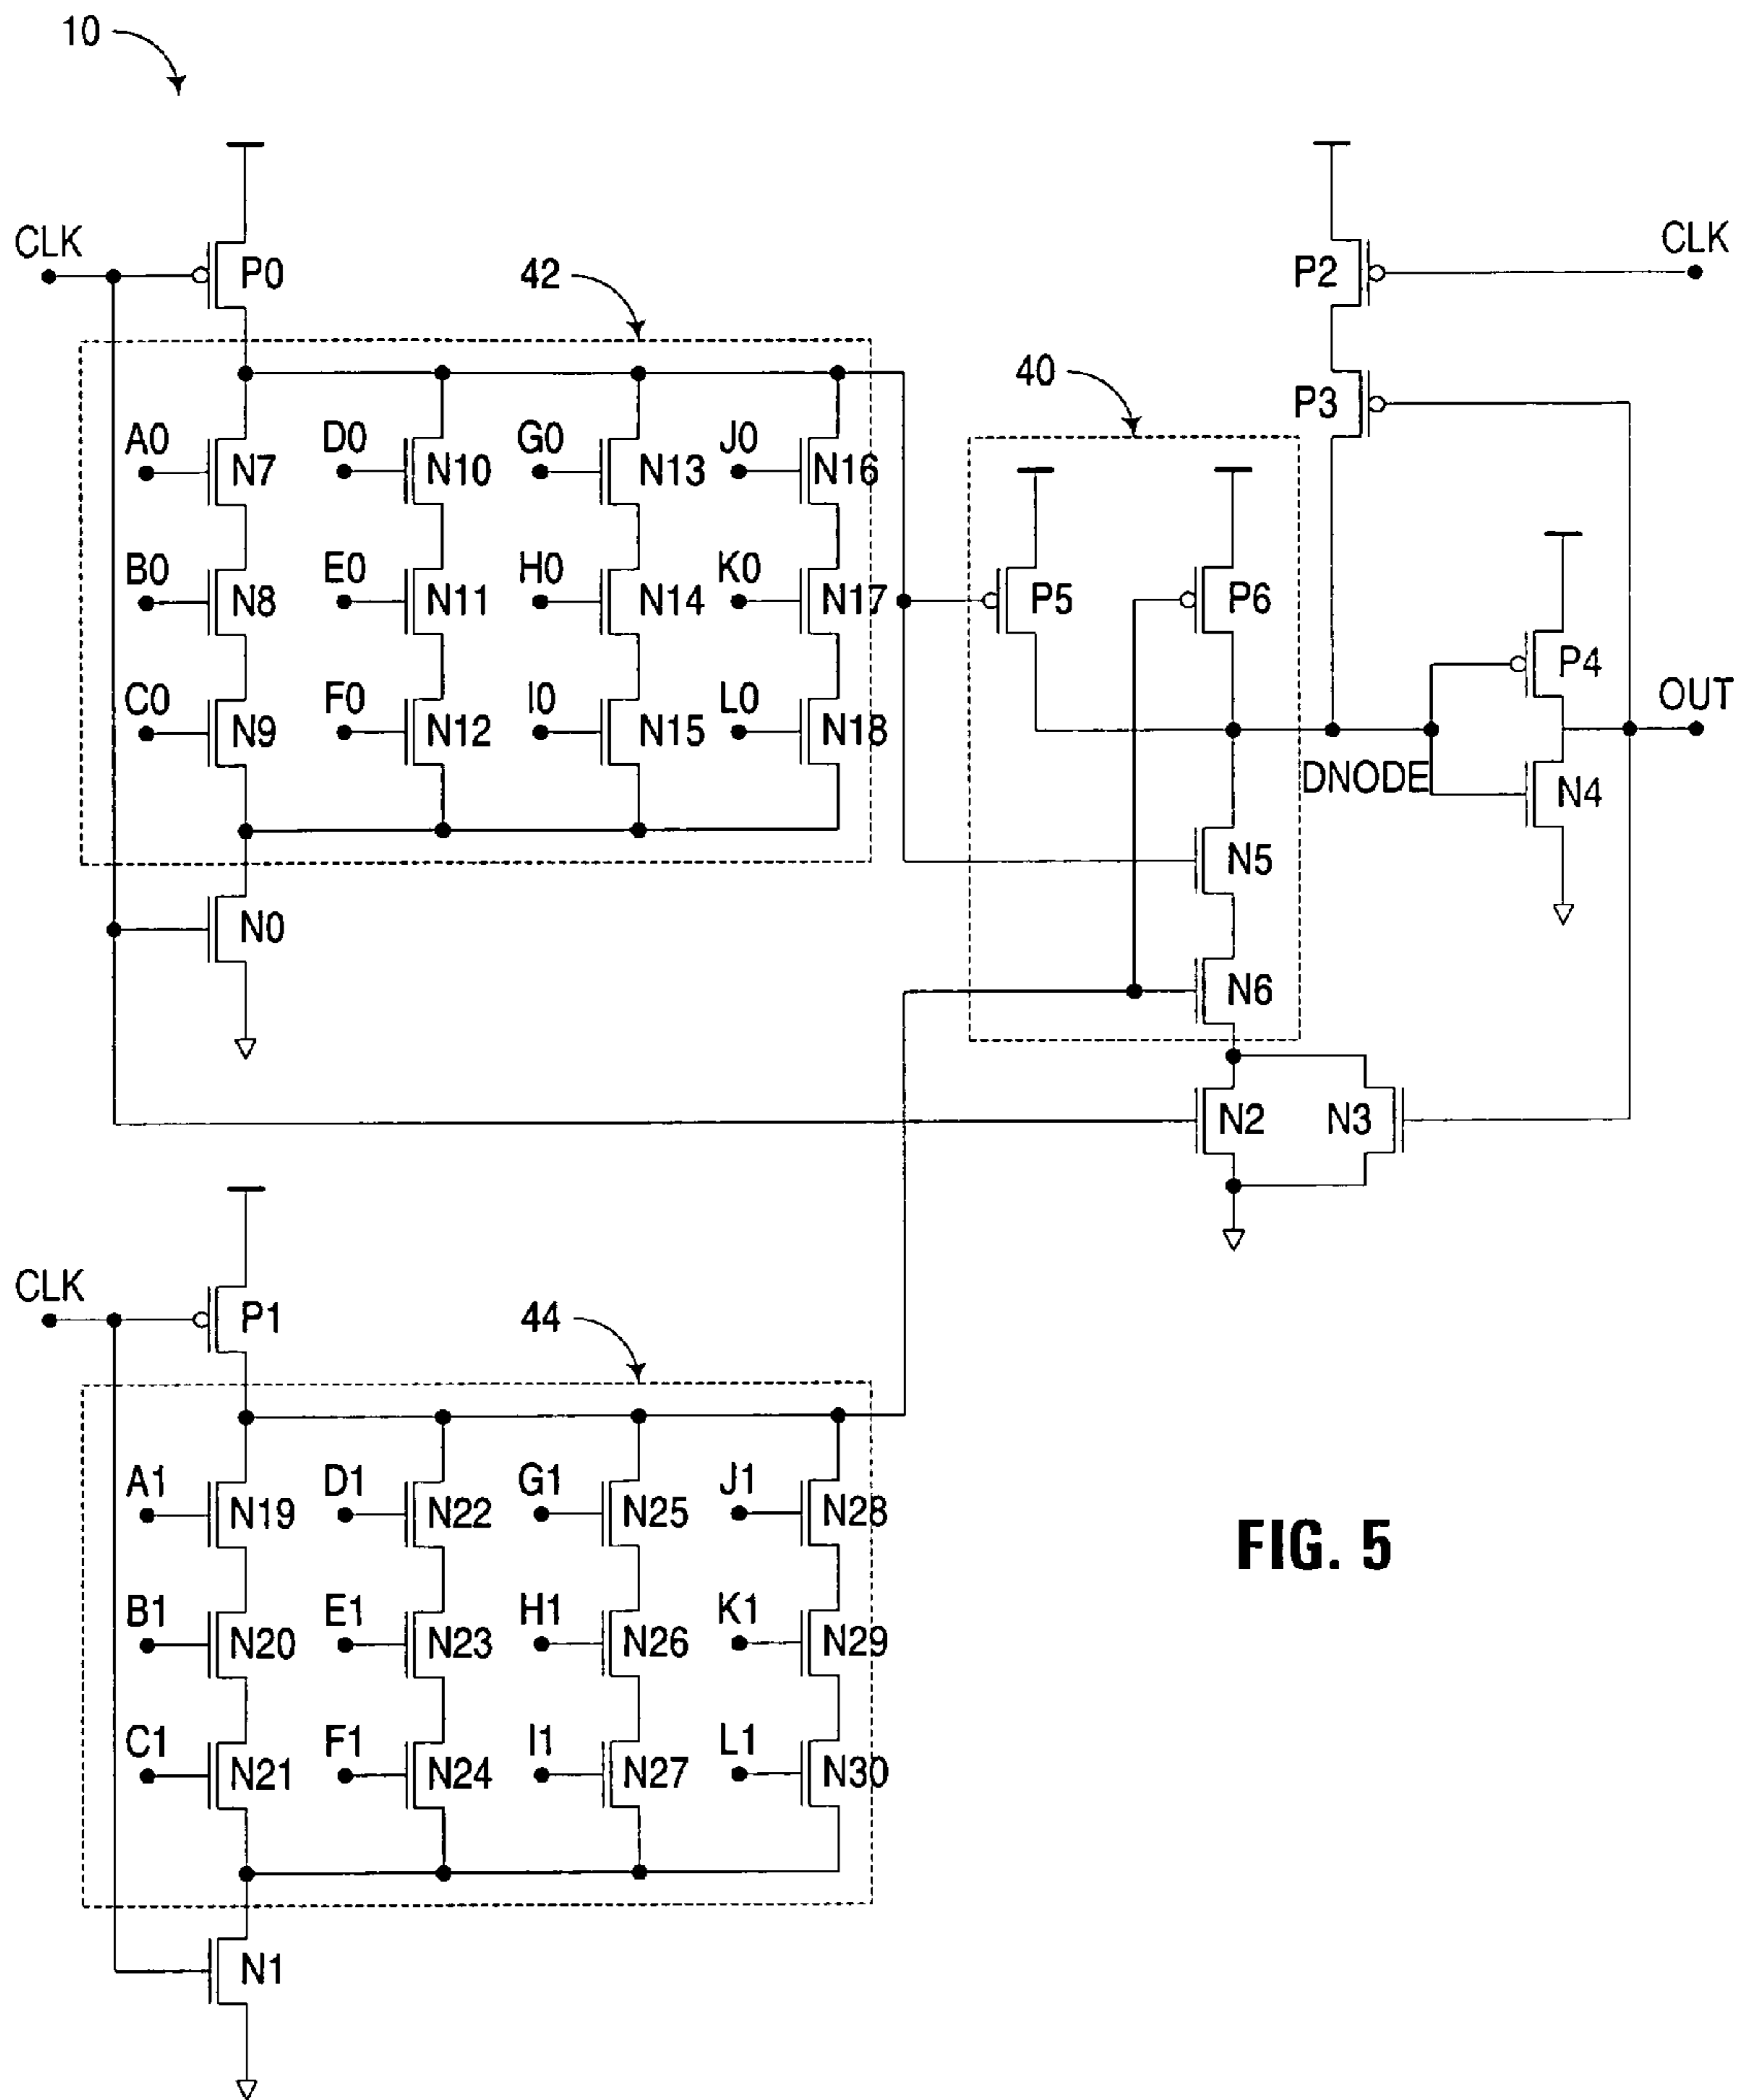 10
CLK
P0
42
P2
CLK
40
P3
A0
N7
D0
N10
G0
N13
J0
N16
B0
N8
E0
N11
H0
N14
K0
N17
P5
P6
P4
C0
N9
F0
N12
I0
N15
L0
N18
OUT
DNODE
N4
N5
N0
N6
N2
N3
CLK
P1
44
A1
N19
D1
N22
G1
N25
J1
N28
FIG. 5
B1
N20
E1
N23
H1
N26
K1
N29
C1
N21
F1
N24
I1
N27
L1
N30
N1